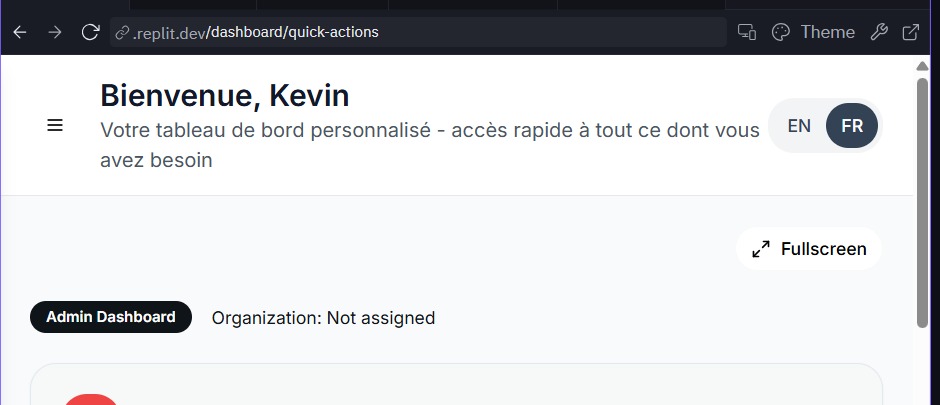 .replit.dev/dashboard/quick-actions
Theme
Bienvenue, Kevin
Votre tableau de bord personnalisé - accès rapide à tout ce dont vous
avez besoin
EN FR
Fullscreen
Admin Dashboard Organization: Not assigned